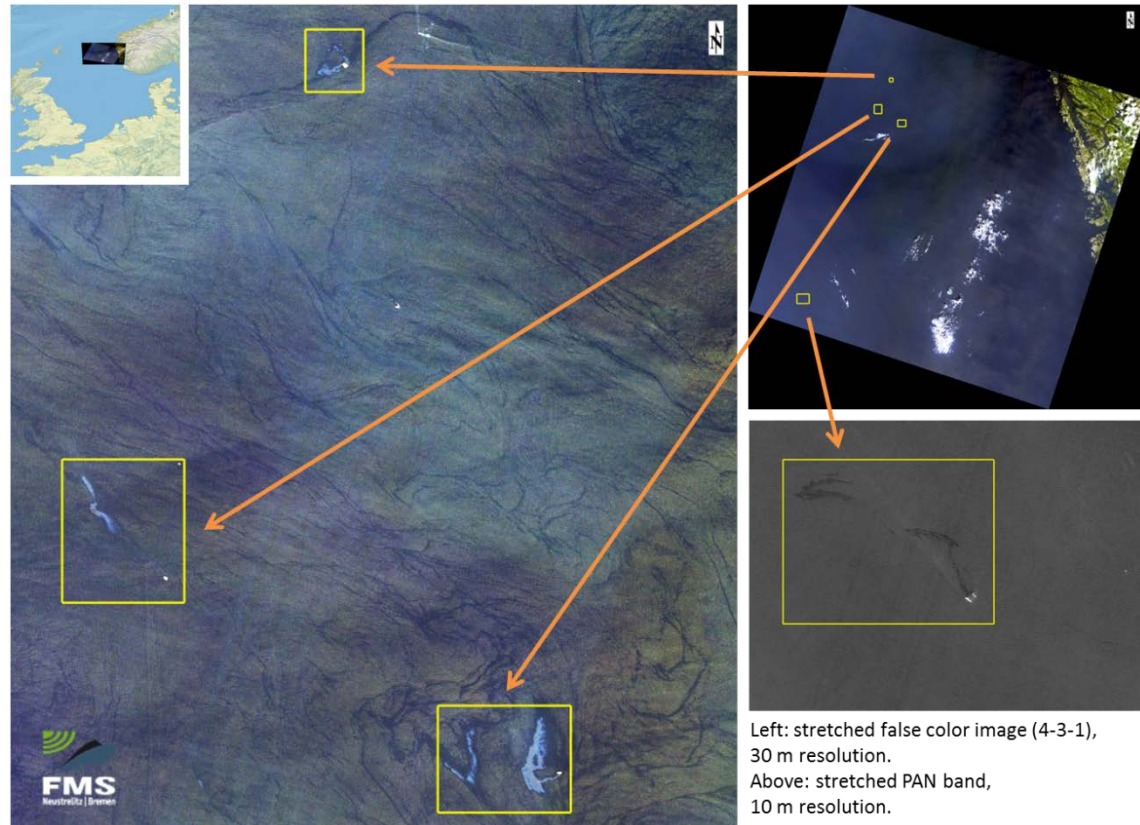 N
N
FMS
Neustrelitz | Bremen
Left: stretched false color image (4-3-1),
30 m resolution.
Above: stretched PAN band,
10 m resolution.